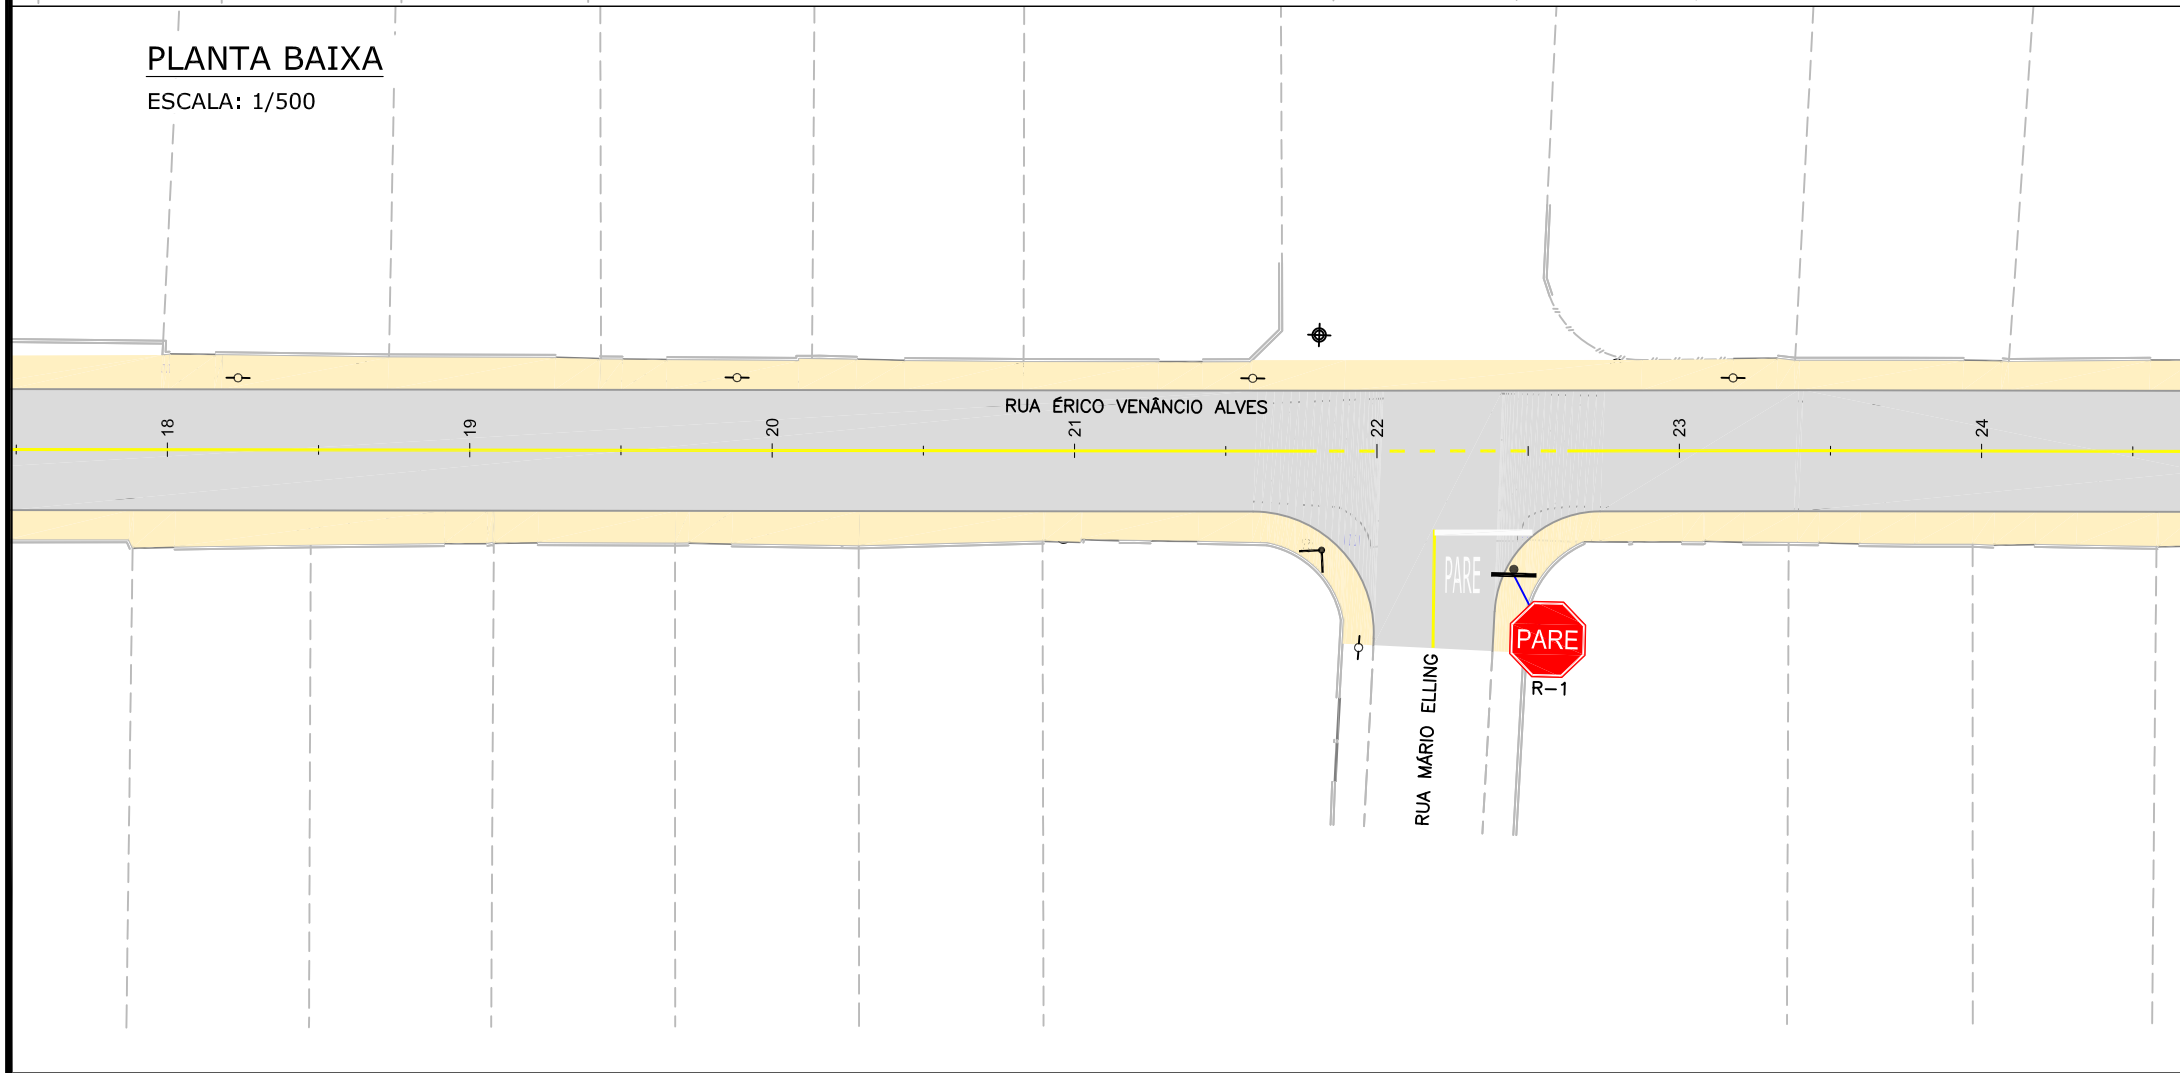 PLANTA BAIXA
ESCALA: 1/500
RUA ÉRICO VENÂNCIO ALVES
18
19
20
21
22
23
24
PARE
PARE
R-1
RUA MÁRIO ELLING